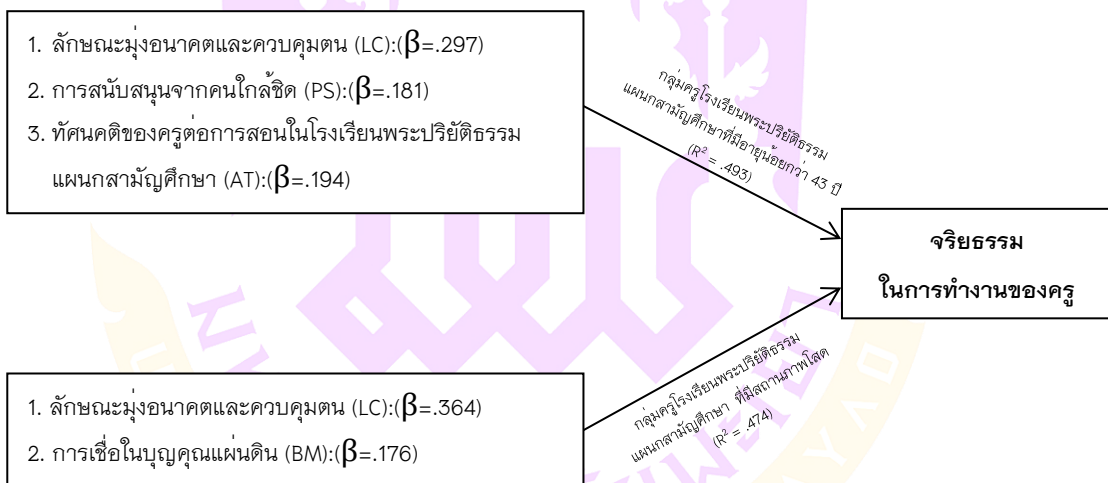 1. ลักษณะมุ่งอนาคตและควบคุมตน (LC):(β=.297)
2. การสนับสนุนจากคนใกล้ชิด (PS):(β=.181)
3. ทัศนคติของครูต่อการสอนในโรงเรียนพระปริยัติธรรม
แผนกสามัญศึกษา (AT):(β=.194)
กลุ่มครูโรงเรียนพระปริยัติธรรม
แผนกสามัญศึกษาที่มีอายุน้อยกว่า 43 ปี
(R² = .493)
จริยธรรม
ในการทำงานของครู
กลุ่มครูโรงเรียนพระปริยัติธรรม
แผนกสามัญศึกษา ที่มีสถานภาพโสด
(R² = .474)
1. ลักษณะมุ่งอนาคตและควบคุมตน (LC):(β=.364)
2. การเชื่อในบุญคุณแผ่นดิน (BM):(β=.176)